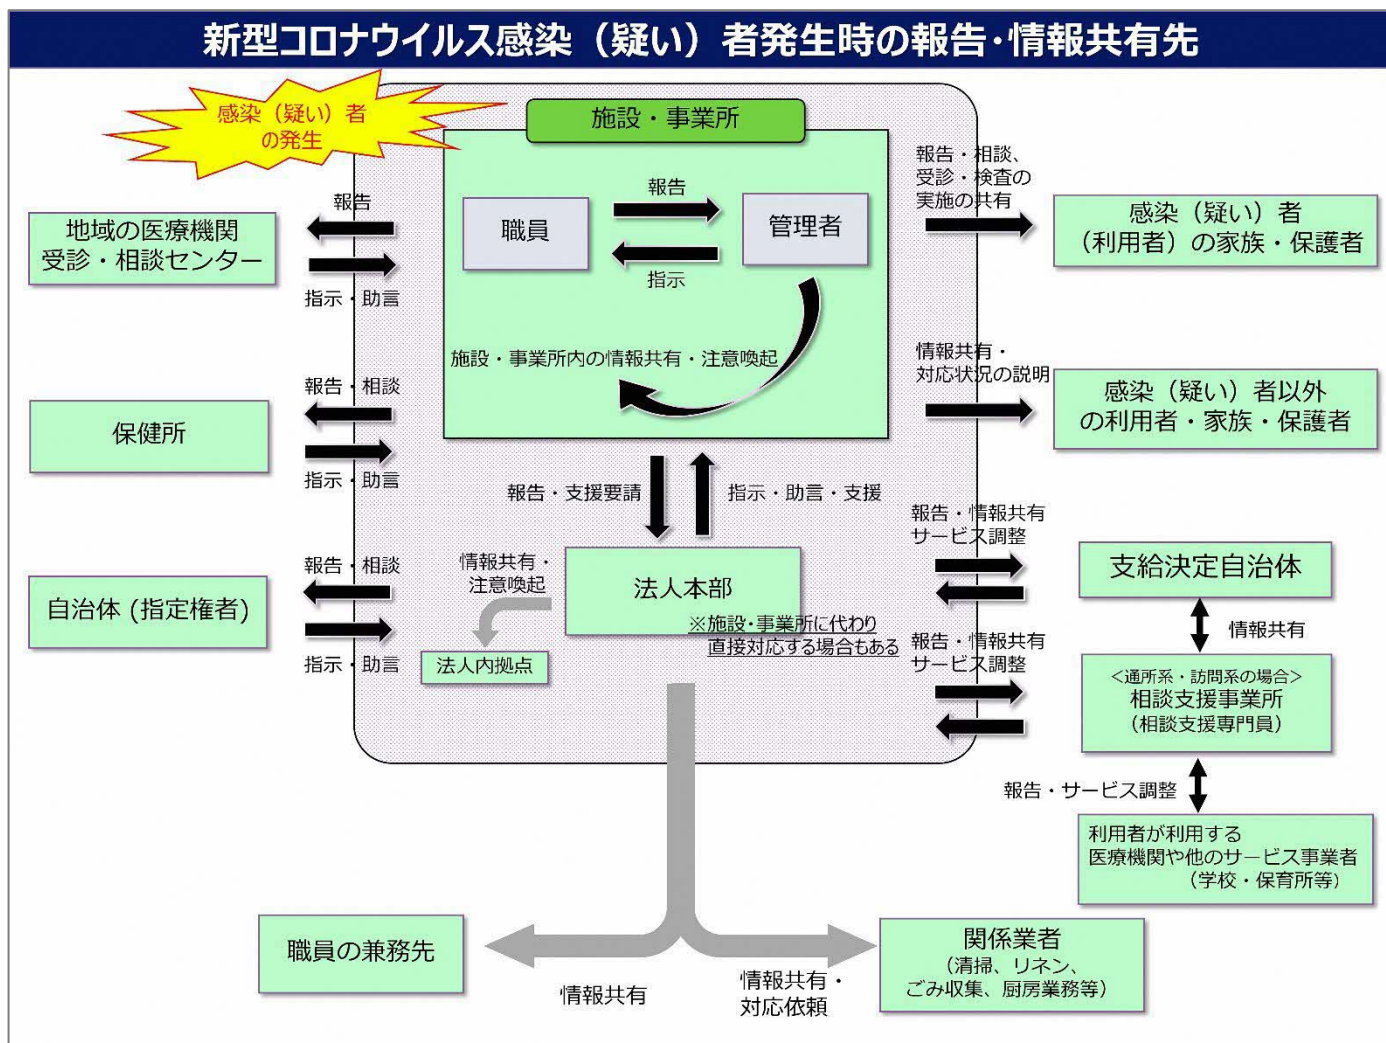 新型コロナウイルス感染（疑い）者発生時の報告・情報共有先
感染（疑い）者
の発生
施設・事業所
職員
報告
指示
管理者
施設・事業所内の情報共有・注意喚起
報告
地域の医療機関
受診・相談センター
指示・助言
報告・相談
保健所
指示・助言
報告・相談
自治体 (指定権者)
指示・助言
報告・相談、
受診・検査の
実施の共有
感染（疑い）者
（利用者）の家族・保護者
情報共有・
対応状況の説明
感染（疑い）者以外
の利用者・家族・保護者
報告・支援要請
指示・助言・支援
情報共有・
注意喚起
法人本部
※施設・事業所に代わり
直接対応する場合もある
法人内拠点
報告・情報共有
サービス調整
支給決定自治体
情報共有
報告・情報共有
サービス調整
＜通所系・訪問系の場合＞
相談支援事業所
（相談支援専門員）
報告・サービス調整
利用者が利用する
医療機関や他のサービス事業者
（学校・保育所等）
職員の兼務先
情報共有
情報共有・
対応依頼
関係業者
（清掃、リネン、
ごみ収集、厨房業務等）